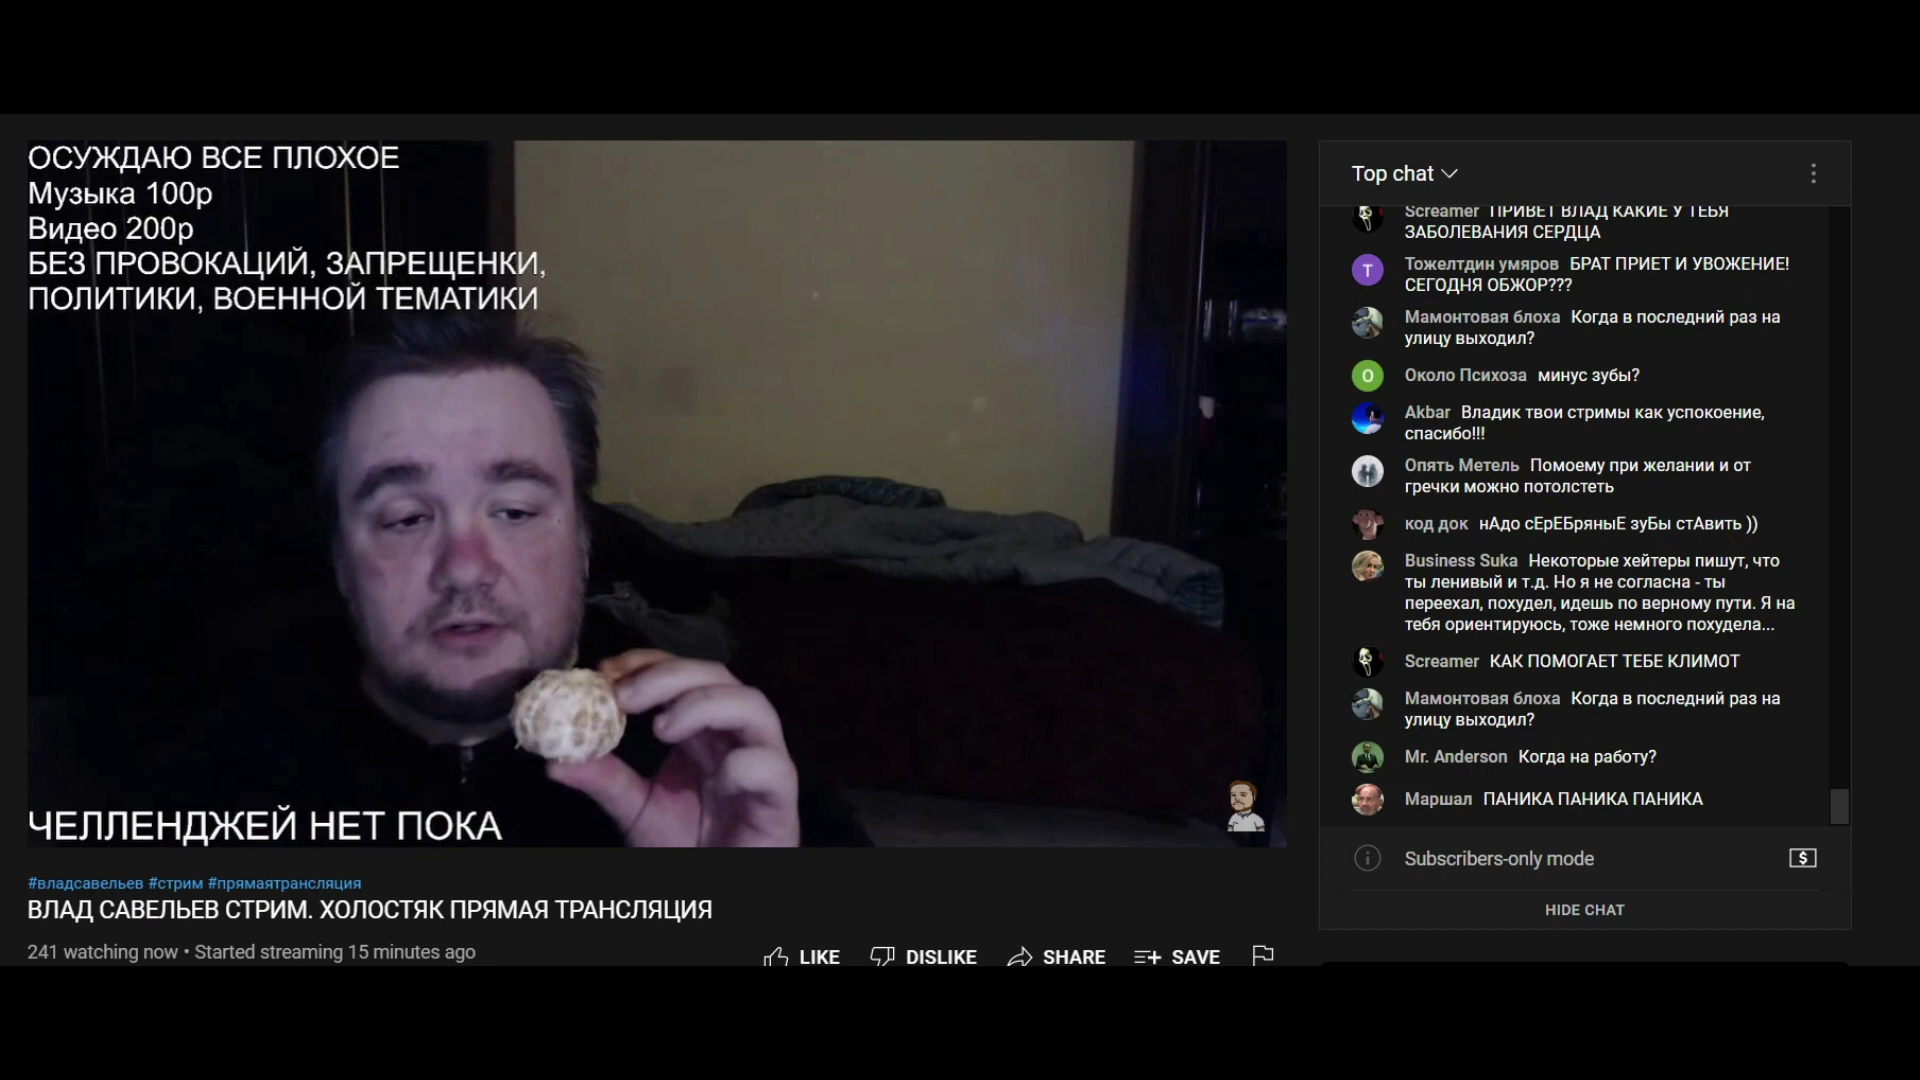 ОСУЖДАЮ ВСЕ ПЛОХОЕ
Музыка 100р
Видео 200р
БЕЗ ПРОВОКАЦИЙ, ЗАПРЕЩЕНКИ,
ПОЛИТИКИ, ВОЕННОЙ ТЕМАТИКИ
ЧЕЛЛЕНДЖЕЙ НЕТ ПОКА
#владсавельев #стрим #прямаятрансляция
ВЛАД САВЕЛЬЕВ СТРИМ. ХОЛОСТЯК ПРЯМАЯ ТРАНСЛЯЦИЯ
241 watching now • Started streaming 15 minutes ago
LIKE DISLIKE SHARE SAVE
Top chat
Screamer ПРИВЕТ ВЛАД КАКИЕ У ТЕБЯ
ЗАБОЛЕВАНИЯ СЕРДЦА
Т
Тожелтдин умяров БРАТ ПРИЕТ И УВОЖЕНИЕ!
СЕГОДНЯ ОБЖОР???
Мамонтовая блоха Когда в последний раз на
улицу выходил?
О
Около Психоза минус зубы?
Akbar Владик твои стримы как успокоение,
спасибо!!!
Опять Метель Помоему при желании и от
гречки можно потолстеть
код док нАдо сЕрЕБряныЕ зуБы стАвить ))
Business Suka Некоторые хейтеры пишут, что
ты ленивый и т.д. Но я не согласна - ты
переехал, похудел, идешь по верному пути. Я на
тебя ориентируюсь, тоже немного похудела...
Screamer КАК ПОМОГАЕТ ТЕБЕ КЛИМОТ
Мамонтовая блоха Когда в последний раз на
улицу выходил?
Mr. Anderson Когда на работу?
Маршал ПАНИКА ПАНИКА ПАНИКА
Subscribers-only mode
$
HIDE CHAT